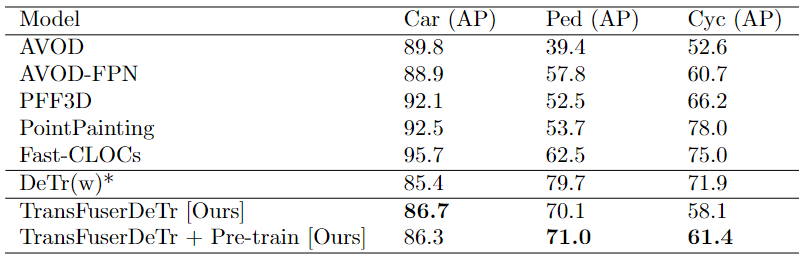 Model Car (AP) Ped (AP) Cyc (AP)
AVOD 89.8 39.4 52.6
AVOD-FPN 88.9 57.8 60.7
PFF3D 92.1 52.5 66.2
PointPainting 92.5 53.7 78.0
Fast-CLOCs 95.7 62.5 75.0
DeTr(w)* 85.4 79.7 71.9
TransFuserDeTr [Ours] 86.7 70.1 58.1
TransFuserDeTr + Pre-train [Ours] 86.3 71.0 61.4